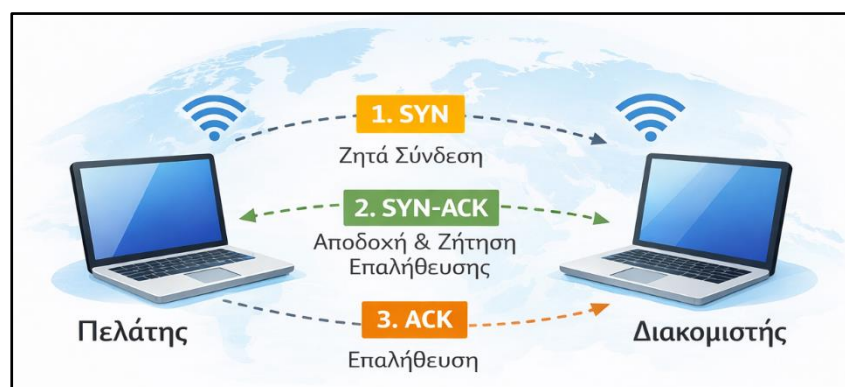 1. SYN
Ζητά Σύνδεση
2. SYN-ACK
Αποδοχή & Ζήτηση
Επαλήθευσης
3. ACK
Επαλήθευση
Πελάτης
Διακομιστής